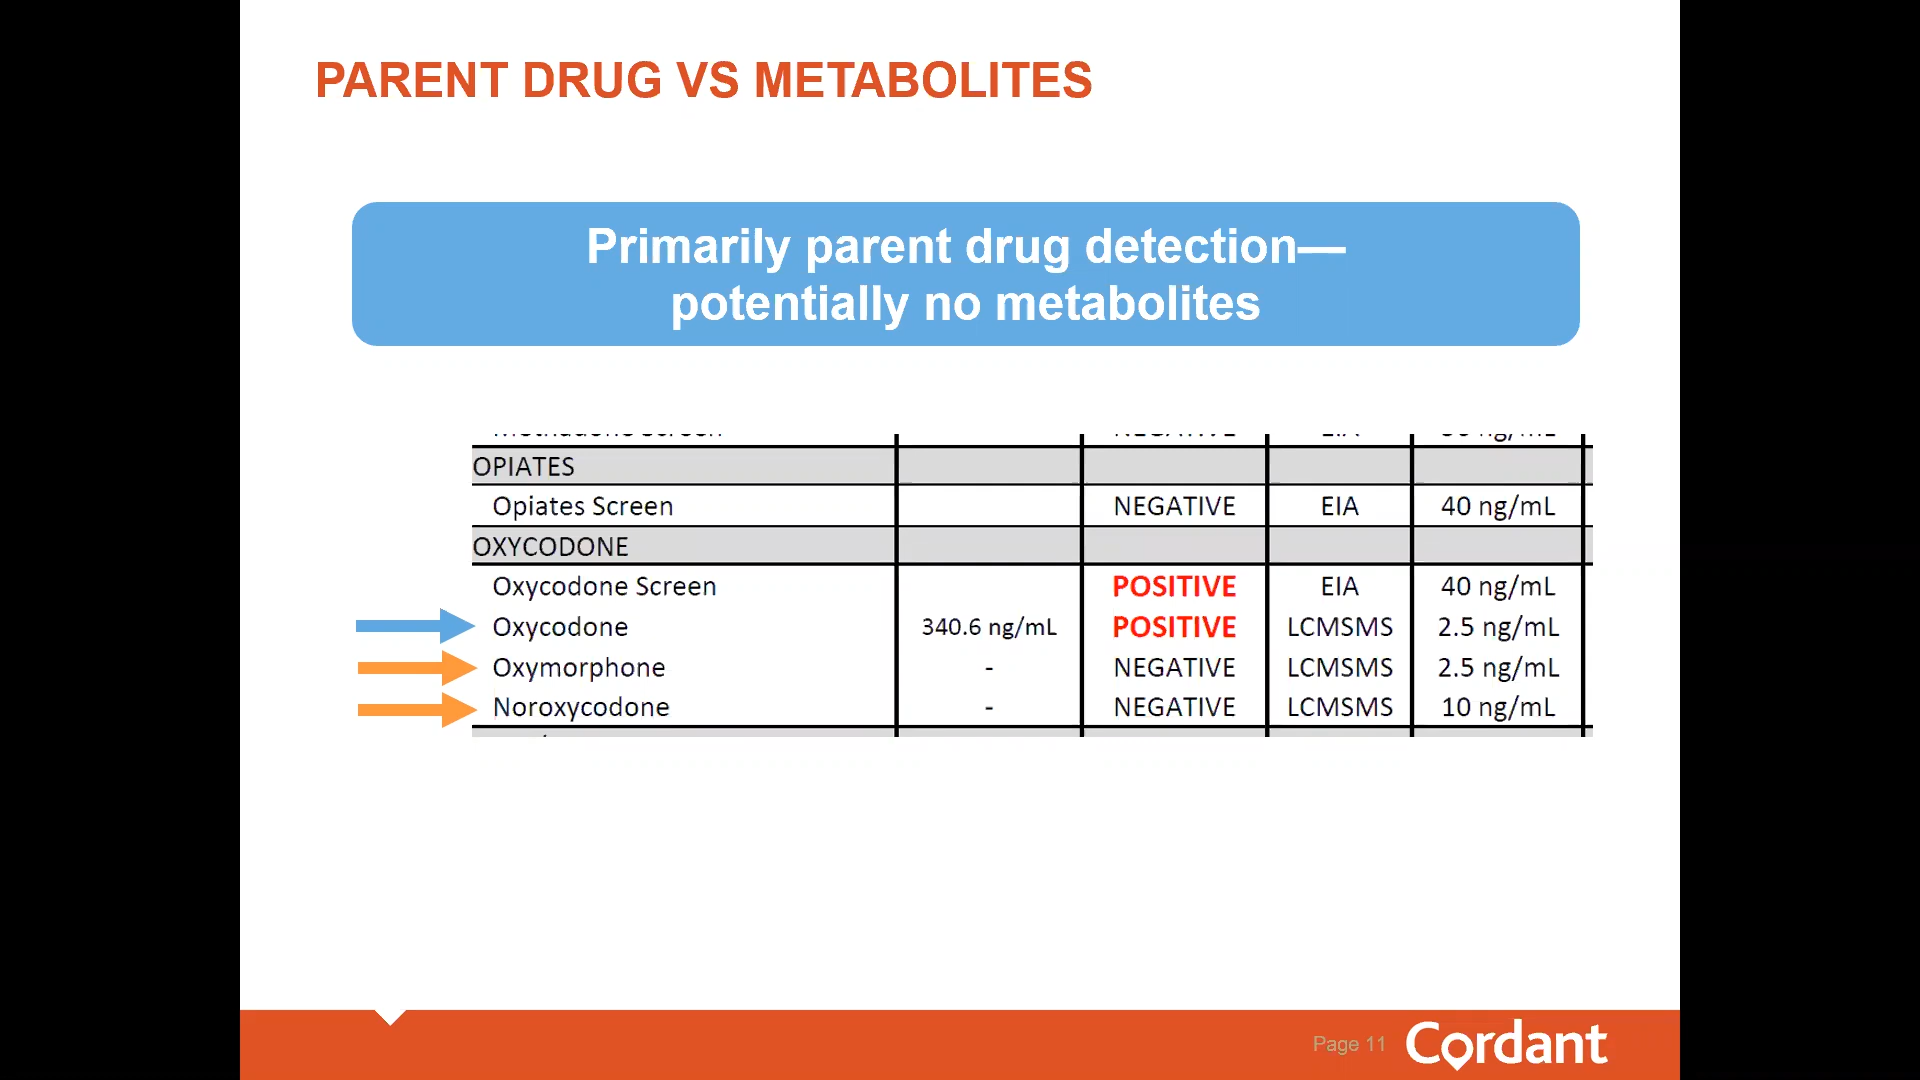 PARENT DRUG VS METABOLITES
Primarily parent drug detection—
potentially no metabolites
OPIATES
Opiates Screen NEGATIVE EIA 40 ng/mL
OXYCODONE
Oxycodone Screen POSITIVE EIA 40 ng/mL
Oxycodone 340.6 ng/mL POSITIVE LCMSMS 2.5 ng/mL
Oxymorphone - NEGATIVE LCMSMS 2.5 ng/mL
Noroxycodone - NEGATIVE LCMSMS 10 ng/mL
Page 11 Cordant